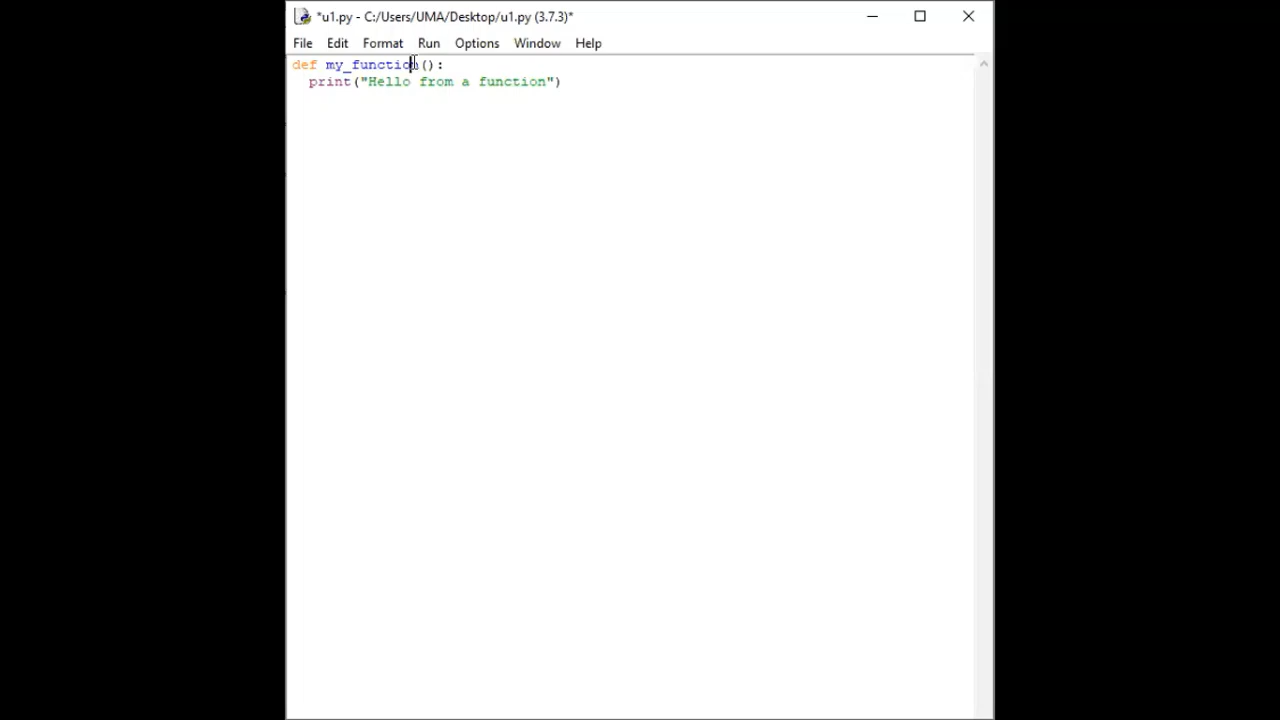 *u1.py - C:/Users/UMA/Desktop/u1.py (3.7.3)*
File Edit Format Run Options Window Help
def my_function():
  print("Hello from a function")